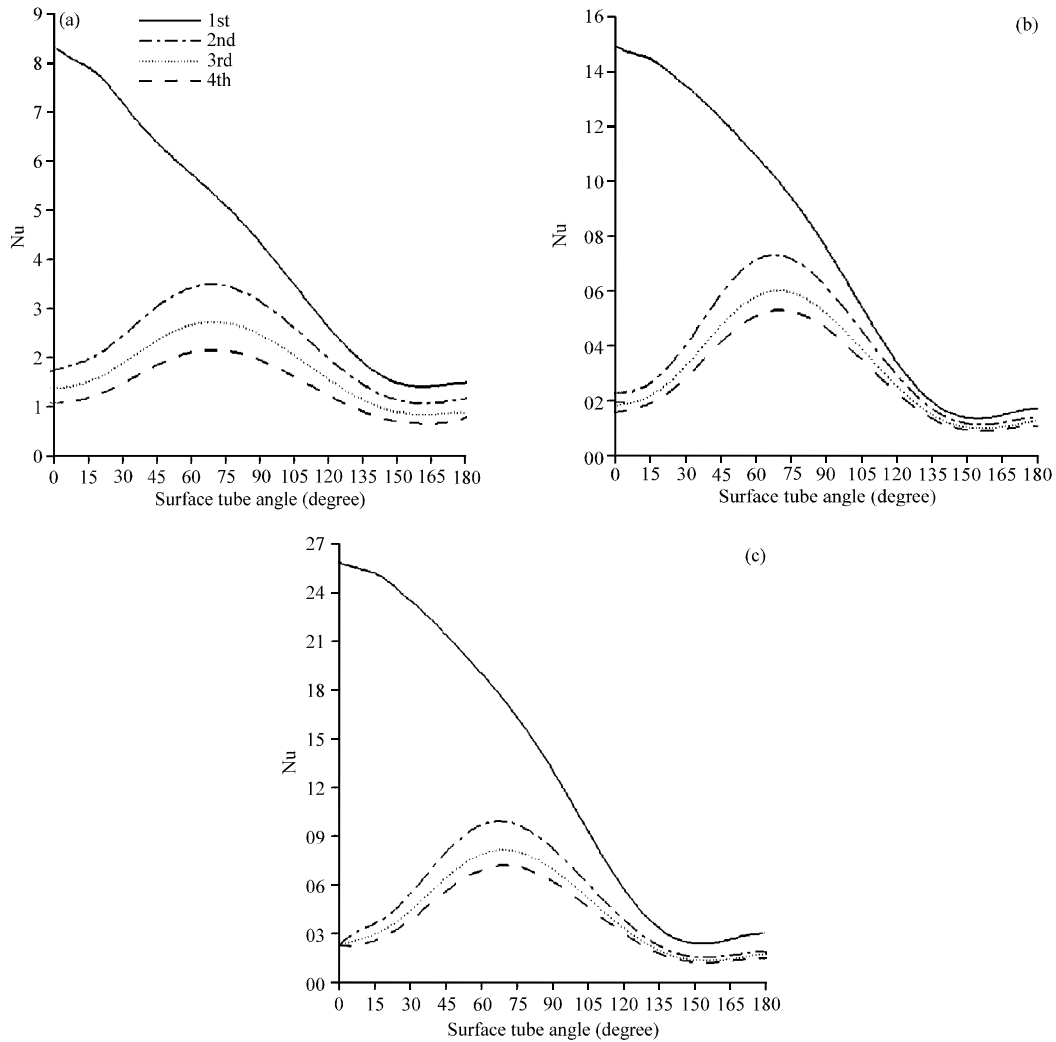 (a)
1st
2nd
3rd
4th
9
8
7
6
5
4
3
2
1
0
Nu
0 15 30 45 60 75 90 105 120 135 150 165 180
Surface tube angle (degree)
(b)
16
14
12
10
08
06
04
02
00
Nu
0 15 30 45 60 75 90 105 120 135 150 165 180
Surface tube angle (degree)
(c)
27
24
21
18
15
12
09
06
03
00
Nu
0 15 30 45 60 75 90 105 120 135 150 165 180
Surface tube angle (degree)